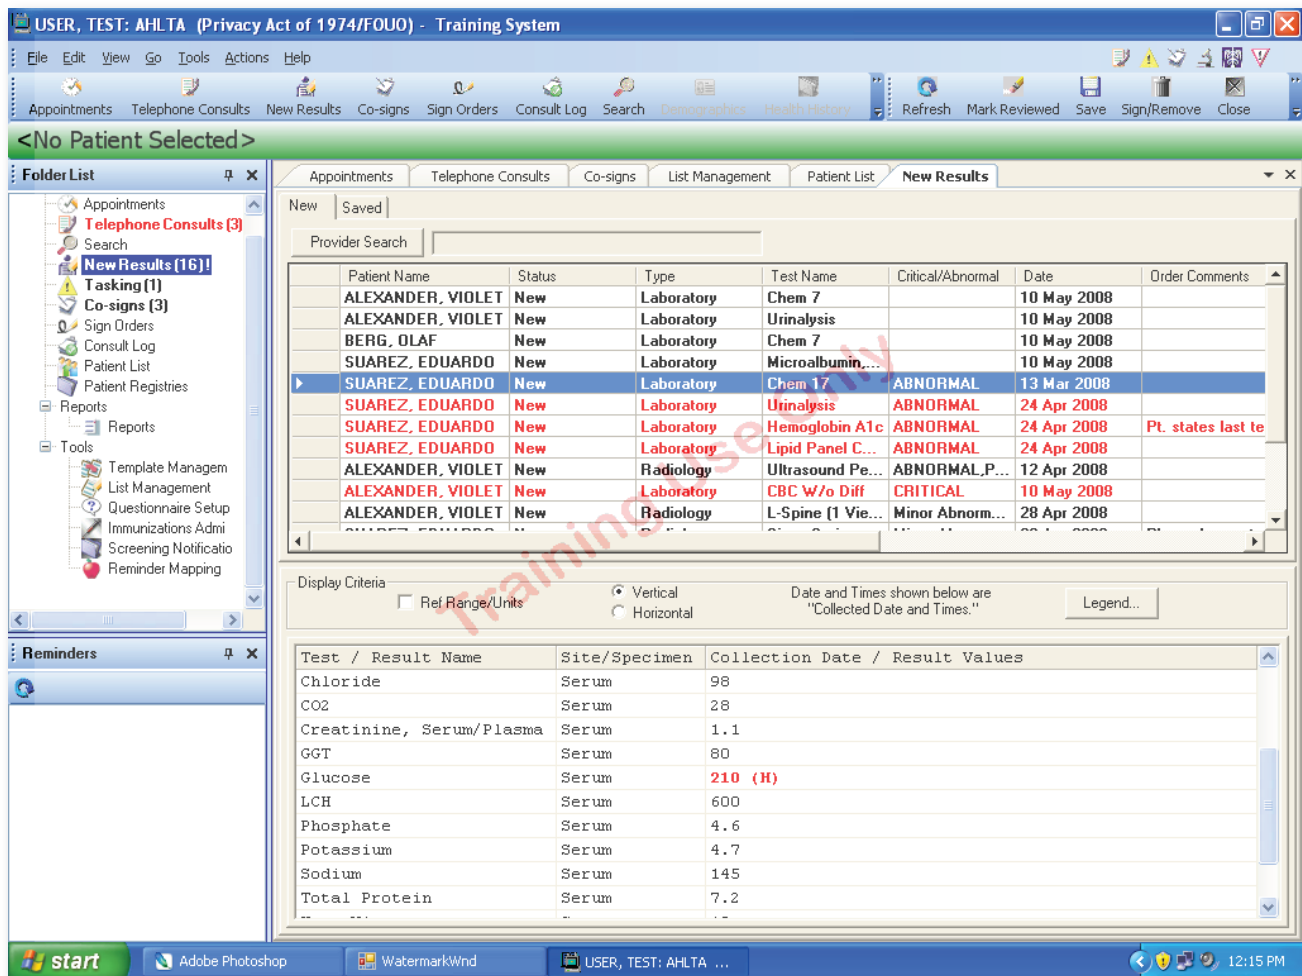 USER, TEST: AHLTA (Privacy Act of 1974/FOUO) - Training System
File Edit View Go Tools Actions Help
Appointments Telephone Consults New Results Co-signs Sign Orders Consult Log Search Demographics Health History Refresh Mark Reviewed Save Sign/Remove Close
<No Patient Selected>
Folder List
Appointments
Telephone Consults (3)
Search
New Results (16)!
Tasking (1)
Co-signs (3)
Sign Orders
Consult Log
Patient List
Patient Registries
Reports
Reports
Tools
Template Managem
List Management
Questionnaire Setup
Immunizations Admi
Screening Notificatio
Reminder Mapping
Reminders
Appointments Telephone Consults Co-signs List Management Patient List New Results
New Saved
Provider Search
Patient Name Status Type Test Name Critical/Abnormal Date Order Comments
ALEXANDER, VIOLET New Laboratory Chem 7 10 May 2008
ALEXANDER, VIOLET New Laboratory Urinalysis 10 May 2008
BERG, OLAF New Laboratory Chem 7 10 May 2008
SUAREZ, EDUARDO New Laboratory Microalbumin,... 10 May 2008
SUAREZ, EDUARDO New Laboratory Chem 17 ABNORMAL 13 Mar 2008
SUAREZ, EDUARDO New Laboratory Urinalysis ABNORMAL 24 Apr 2008
SUAREZ, EDUARDO New Laboratory Hemoglobin A1c ABNORMAL 24 Apr 2008 Pt. states last te
SUAREZ, EDUARDO New Laboratory Lipid Panel C... ABNORMAL 24 Apr 2008
ALEXANDER, VIOLET New Radiology Ultrasound Pe... ABNORMAL,P... 12 Apr 2008
ALEXANDER, VIOLET New Laboratory CBC W/o Diff CRITICAL 10 May 2008
ALEXANDER, VIOLET New Radiology L-Spine (1 Vie... Minor Abnorm... 28 Apr 2008
Training Use Only
Display Criteria
Ref Range/Units
Vertical
Horizontal
Date and Times shown below are
"Collected Date and Times."
Legend...
Test / Result Name Site/Specimen Collection Date / Result Values
Chloride Serum 98
CO2 Serum 28
Creatinine, Serum/Plasma Serum 1.1
GGT Serum 80
Glucose Serum 210 (H)
LCH Serum 600
Phosphate Serum 4.6
Potassium Serum 4.7
Sodium Serum 145
Total Protein Serum 7.2
start Adobe Photoshop WatermarkWnd USER, TEST: AHLTA ... 12:15 PM